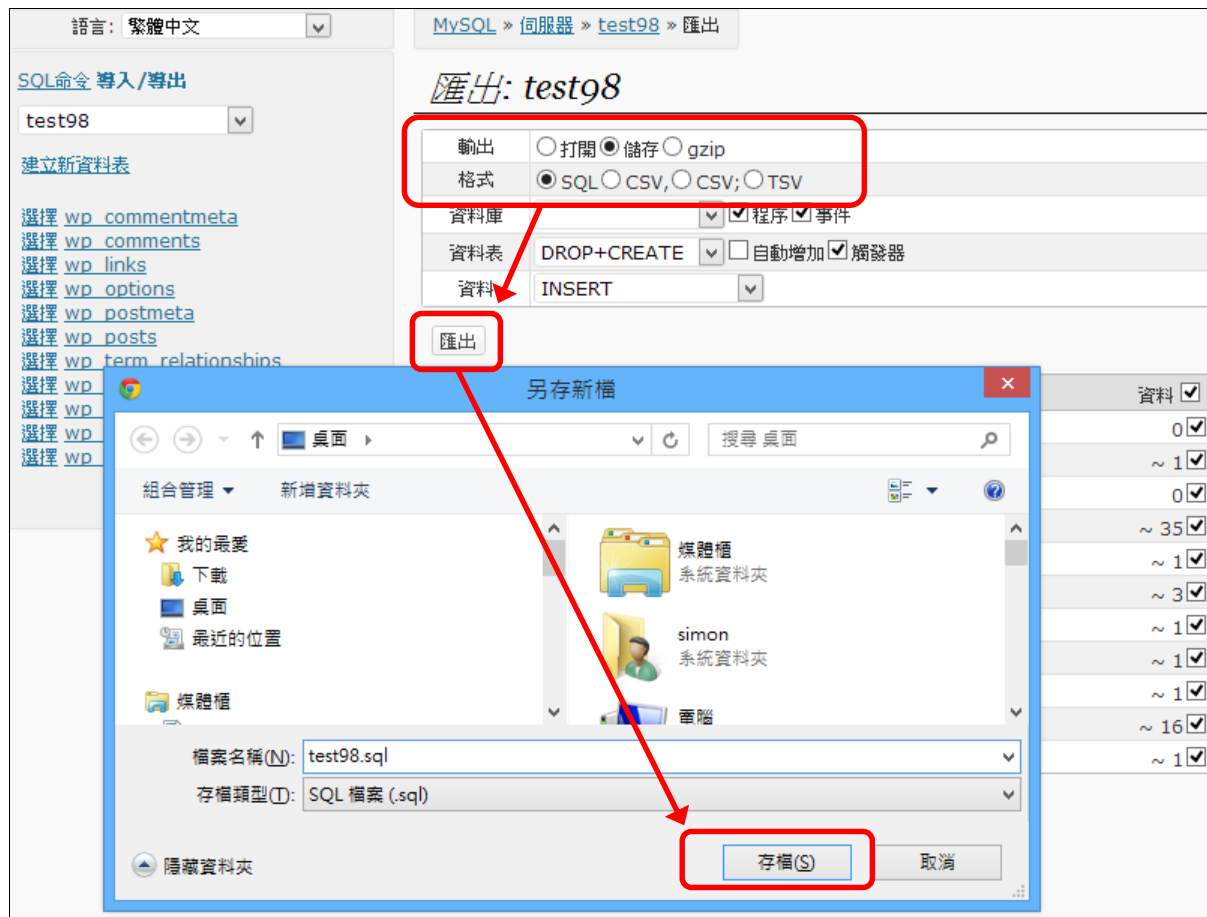 語言: 繁體中文
MySQL » 伺服器 » test98 » 匯出
SQL命令 導入/導出
test98
建立新資料表
選擇 wp_commentmeta
選擇 wp_comments
選擇 wp_links
選擇 wp_options
選擇 wp_postmeta
選擇 wp_posts
選擇 wp_term_relationships
選擇 wp_
選擇 wp_
選擇 wp_
選擇 wp_
匯出: test98
輸出 打開 儲存 gzip
格式 SQL CSV, CSV; TSV
資料庫 程序 事件
資料表 DROP+CREATE 自動增加 觸發器
資料 INSERT
匯出
資料
0
~ 1
0
~ 35
~ 1
~ 3
~ 1
~ 1
~ 1
~ 16
~ 1
另存新檔
桌面
搜尋 桌面
組合管理 新增資料夾
我的最愛
下載
桌面
最近的位置
媒體櫃
媒體櫃
系統資料夾
simon
系統資料夾
電腦
檔案名稱(N): test98.sql
存檔類型(T): SQL 檔案 (.sql)
隱藏資料夾
存檔(S)
取消